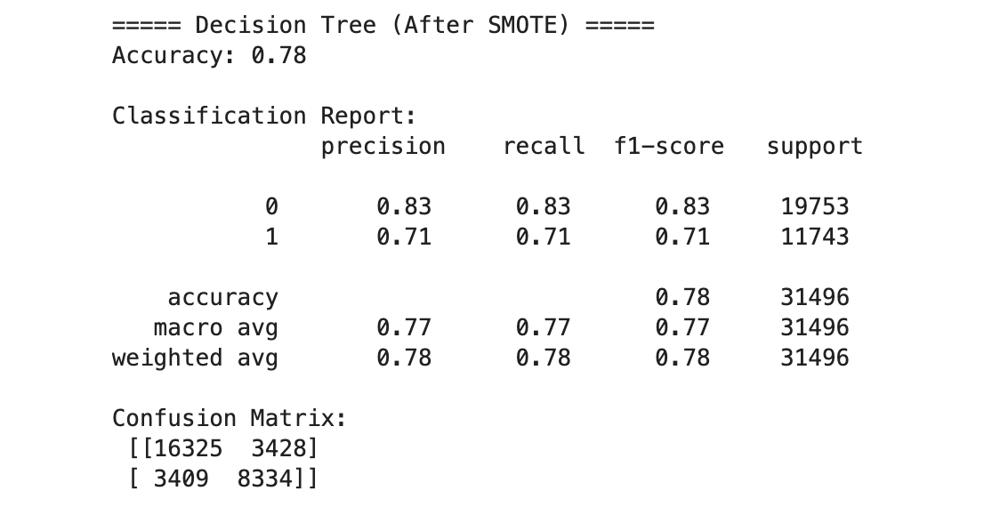 ===== Decision Tree (After SMOTE) =====
Accuracy: 0.78
Classification Report:
precision recall f1-score support
0 0.83 0.83 0.83 19753
1 0.71 0.71 0.71 11743
accuracy 0.78 31496
macro avg 0.77 0.77 0.77 31496
weighted avg 0.78 0.78 0.78 31496
Confusion Matrix:
[[16325 3428]
[ 3409 8334]]